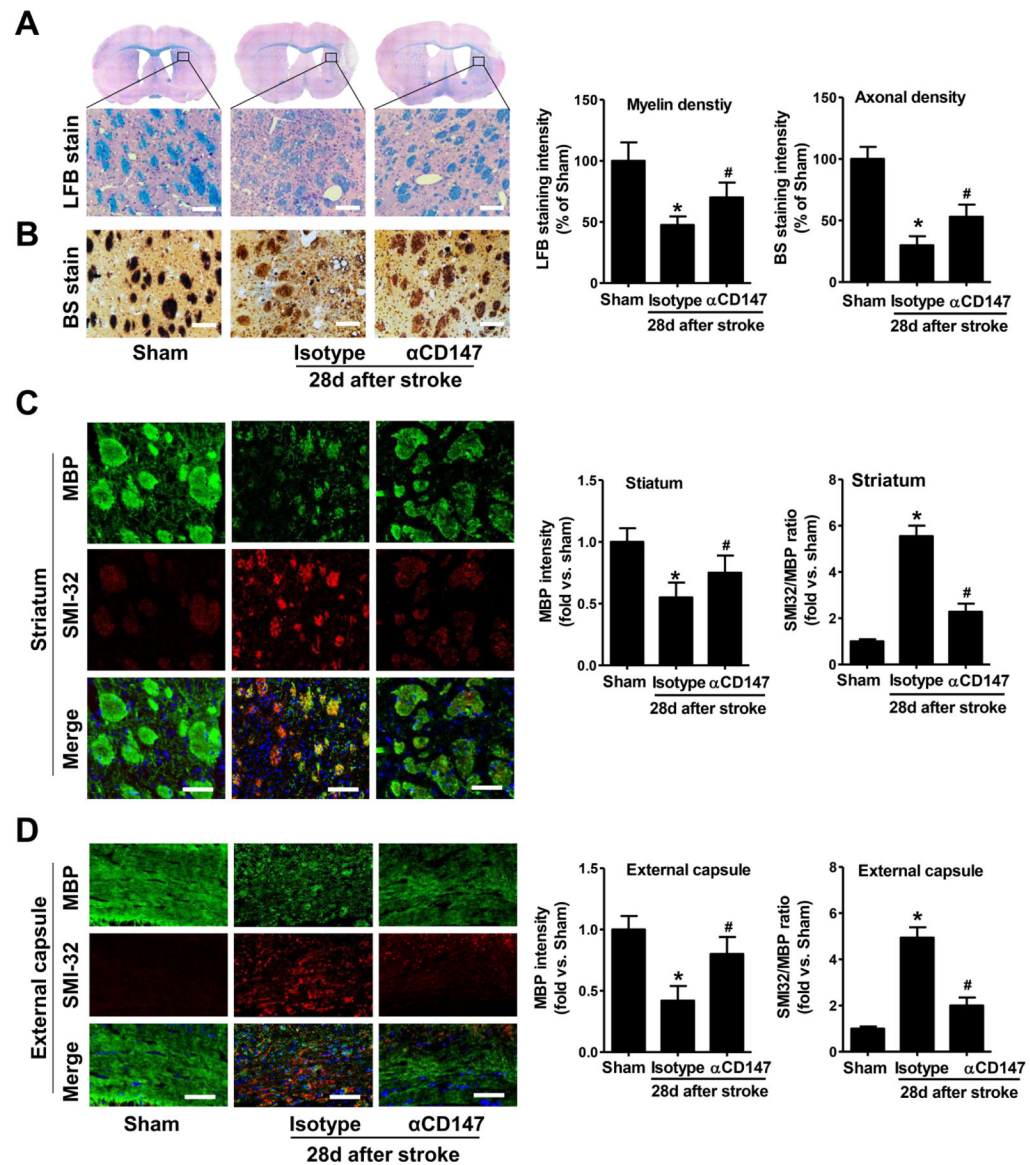 A
LFB stain
B
BS stain
Sham
Isotype
αCD147
28d after stroke
Myelin denstiy
LFB staining intensity
(% of Sham)
150
100
50
0
Sham
Isotype
αCD147
28d after stroke
Axonal density
BS staining intensity
(% of Sham)
150
100
50
0
*
#
*
#
Sham
Isotype
αCD147
28d after stroke
C
Striatum
MBP
SMI-32
Merge
Stiatum
MBP intensity
(fold vs. sham)
1.5
1.0
0.5
0.0
*
#
Sham
Isotype
αCD147
28d after stroke
Striatum
SMI32/MBP ratio
(fold vs. sham)
8
6
4
2
0
*
#
Sham
Isotype
αCD147
28d after stroke
D
External capsule
MBP
SMI-32
Merge
Sham
Isotype
αCD147
28d after stroke
External capsule
MBP intensity
(fold vs. Sham)
1.5
1.0
0.5
0.0
*
#
Sham
Isotype
αCD147
28d after stroke
External capsule
SMI32/MBP ratio
(fold vs. Sham)
8
6
4
2
0
*
#
Sham
Isotype
αCD147
28d after stroke